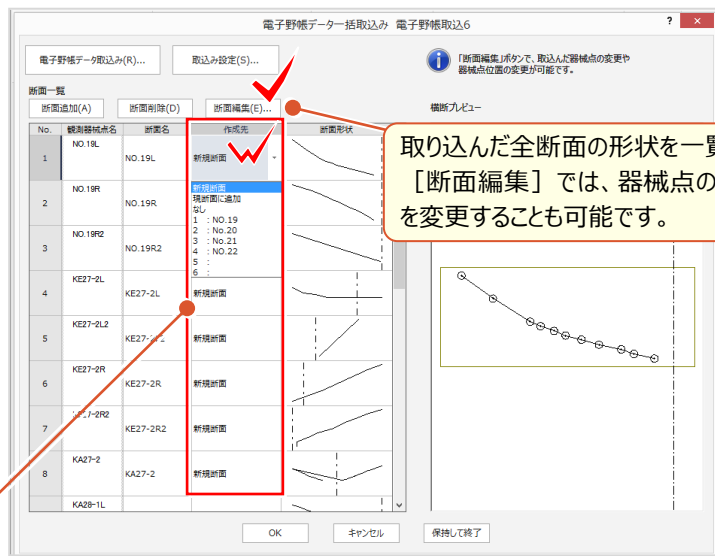 電子野帳データ一括取込み 電子野帳取込6
? ×
電子野帳データ取込み(R)...
取込み設定(S)...
「断面編集」ボタンで、取込んだ器械点の変更や
器械点位置の変更が可能です。
断面一覧
断面追加(A)
断面削除(D)
断面編集(E)...
横断プレビュー
No. 観測器械点名 断面名 作成先 断面形状
取り込んだ全断面の形状を一覧
［断面編集］では、器械点の
を変更することも可能です。
1 NO.19L NO.19L 新規断面
新規断面
現断面に追加
なし
1 : NO.19
2 : No.20
3 : No.21
4 : NO.22
5 :
6 :
2 NO.19R NO.19R
3 NO.19R2 NO.19R2
4 KE27-2L KE27-2L 新規断面
5 KE27-2L2 新規断面
6 KE27-2R KE27-2R 新規断面
7 KE27-2R2 新規断面
8 KA27-2 KA27-2 新規断面
KA28-1L
OK
キャンセル
保持して終了